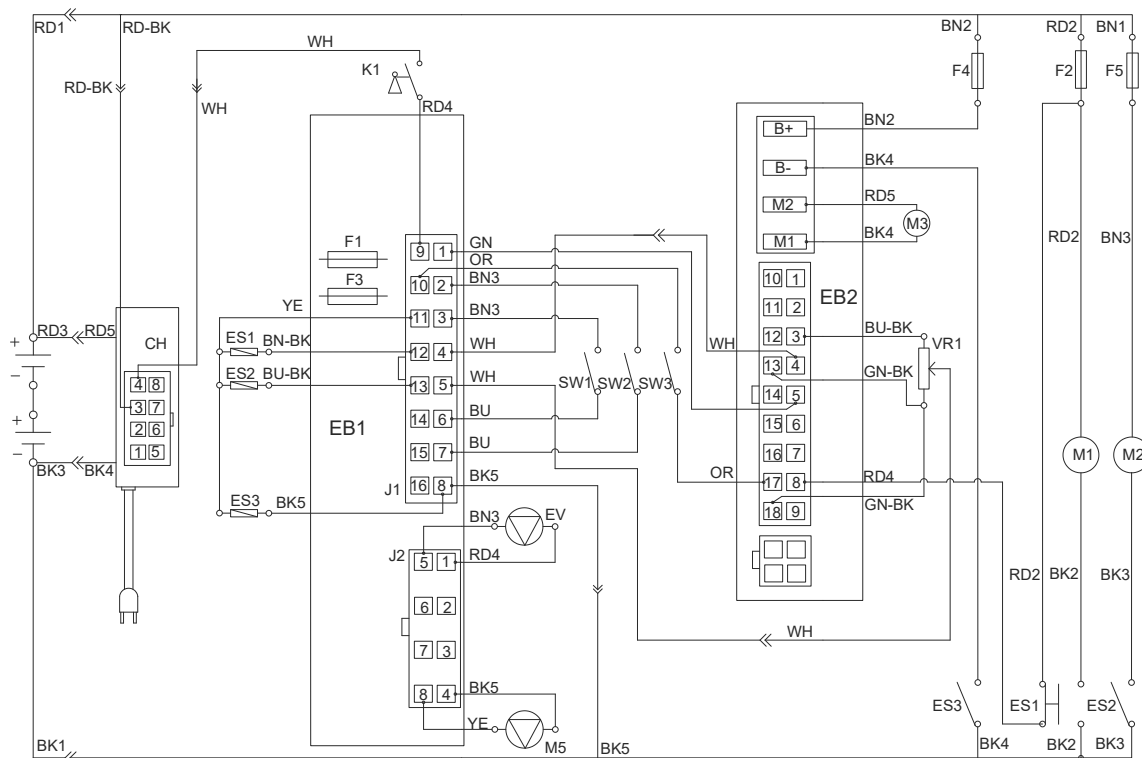 RD1 RD-BK BN2 RD2 BN1
WH
K1
F4 F2 F5
RD-BK WH RD4
B+ BN2
B- BK4
M2 RD5
M3
M1 BK4
RD2 BN3
F1
9 1 GN
OR
10 2 BN3
F3
10 1
EB2
11 2
YE 11 3 BN3
12 3 BU-BK
RD3 RD5 CH
+
-
ES1 BN-BK 12 4 WH
WH 13 4 VR1
GN-BK
ES2 BU-BK 13 5 WH
SW1 SW2 SW3
4 8
3 7
2 6
1 5
14 5
EB1 14 6 BU
15 6
+
-
15 7 BU
16 7
M1 M2
BK3 BK4
OR 17 8 RD4
J1 16 8 BK5
ES3 BK5
18 9 GN-BK
BN3 EV
J2 5 1 RD4
RD2 BK2 BK3
6 2
WH
7 3
8 4 BK5
YE M5
ES3 ES1 ES2
BK1 BK5 BK4 BK2 BK3